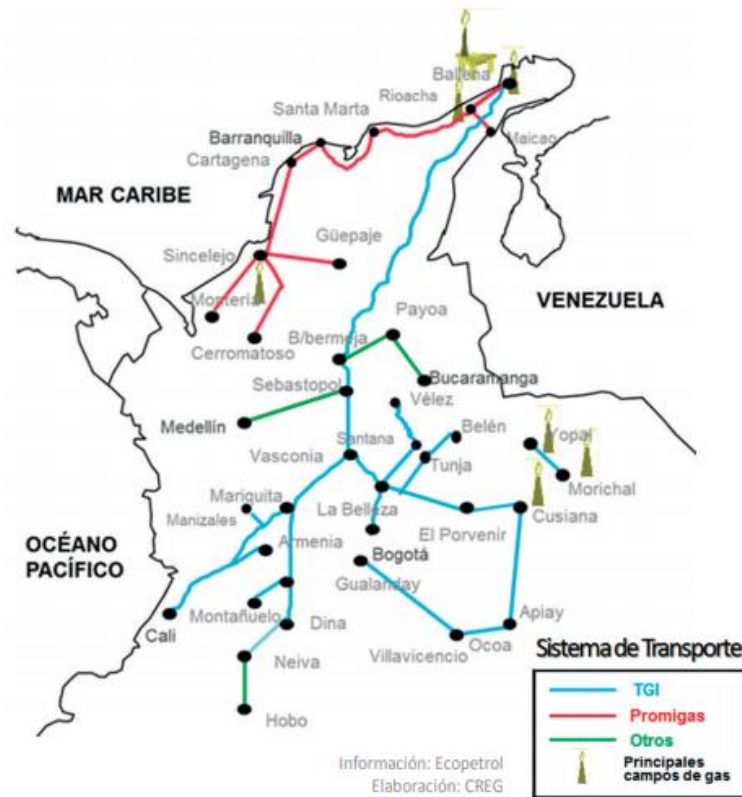 Ballena
Rioacha
Santa Marta
Maicao
Barranquilla
Cartagena
MAR CARIBE
Güepaje
Sincelejo
VENEZUELA
Montería
Payoa
Cerromatoso
B/bermeja
Bucaramanga
Sebastopol
Vélez
Belén
Medellín
Santana
Yopal
Vasconia
Tunja
Morichal
Mariquita
La Belleza
Cusiana
Manizales
El Porvenir
OCÉANO
PACÍFICO
Armenia
Bogotá
Gualanday
Montañuelo
Apiay
Cali
Dina
Ocoa
Villavicencio
Neiva
Hobo
Sistema de Transporte
TGI
Promigas
Otros
Principales
campos de gas
Información: Ecopetrol
Elaboración: CREG